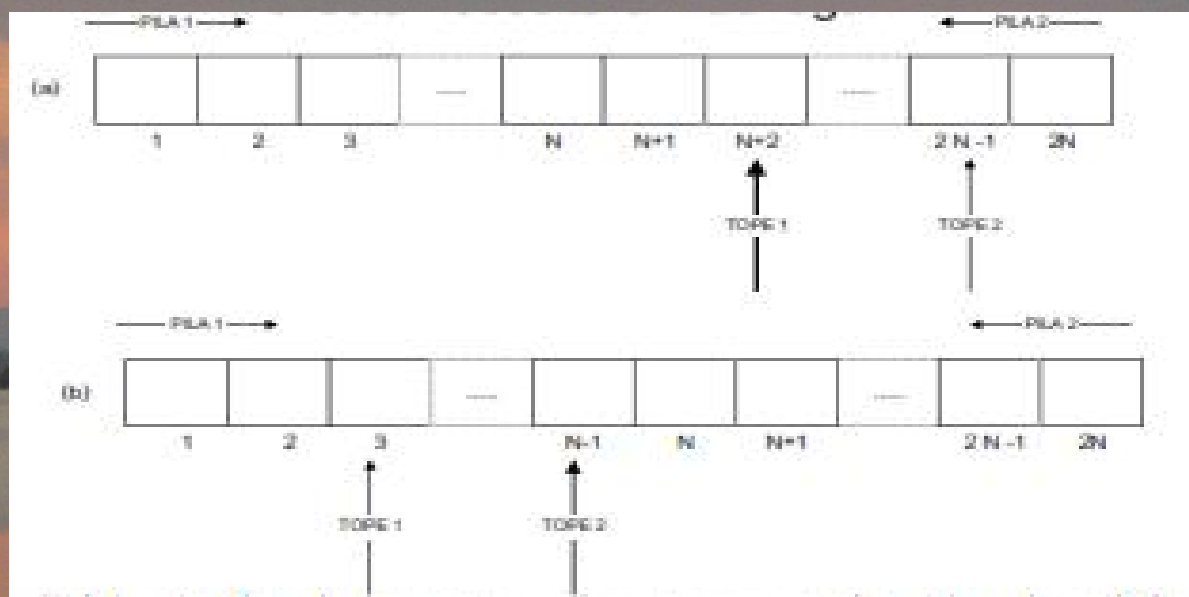 PILA 1 PILA 2
(a)
1 2 3 ..... N N+1 N+2 ..... 2 N -1 2N
TOPE 1 TOPE 2
PILA 1 PILA 2
(b)
1 2 3 ..... N-1 N N+1 ..... 2 N -1 2N
TOPE 1 TOPE 2